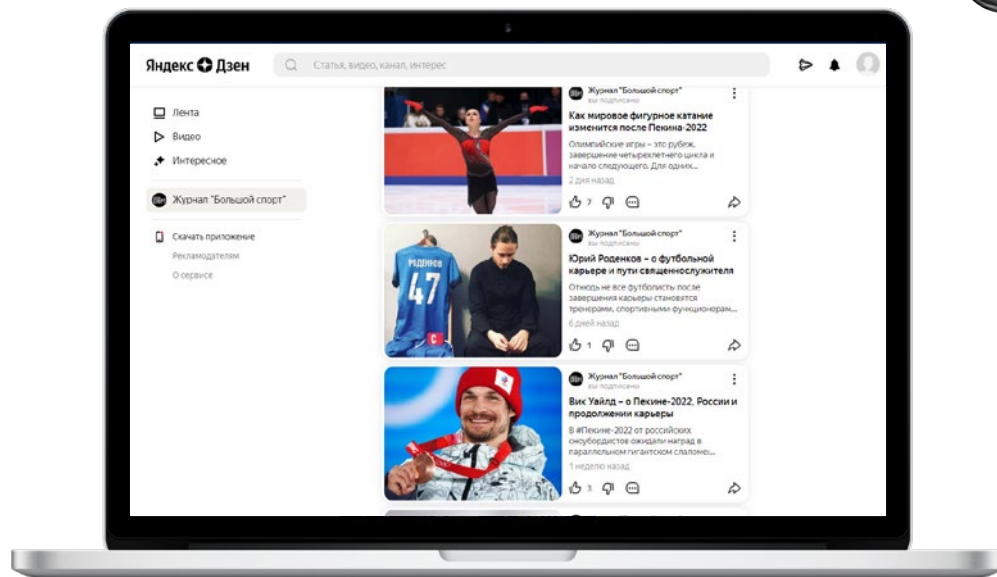 Яндекс Дзен
Статья, видео, канал, интерес
Лента
Видео
Интересное
Журнал "Большой спорт"
Скачать приложение
Рекламодателям
О сервисе
Журнал "Большой спорт"
вы подписаны
Как мировое фигурное катание
изменится после Пекина-2022
Олимпийские игры – это рубеж,
завершение четырехлетнего цикла и
начало следующего. Для одних...
2 дня назад
7
РОДЕНКОВ
47
C
Журнал "Большой спорт"
вы подписаны
Юрий Роденков – о футбольной
карьере и пути священнослужителя
Отнюдь не все футболисты после
завершения карьеры становятся
тренерами, спортивными функционерам...
6 дней назад
1
Журнал "Большой спорт"
вы подписаны
Вик Уайлд – о Пекине-2022, России и
продолжении карьеры
В #Пекине-2022 от российских
сноубордистов ожидали наград в
параллельном гигантском слаломе:...
1 неделю назад
3